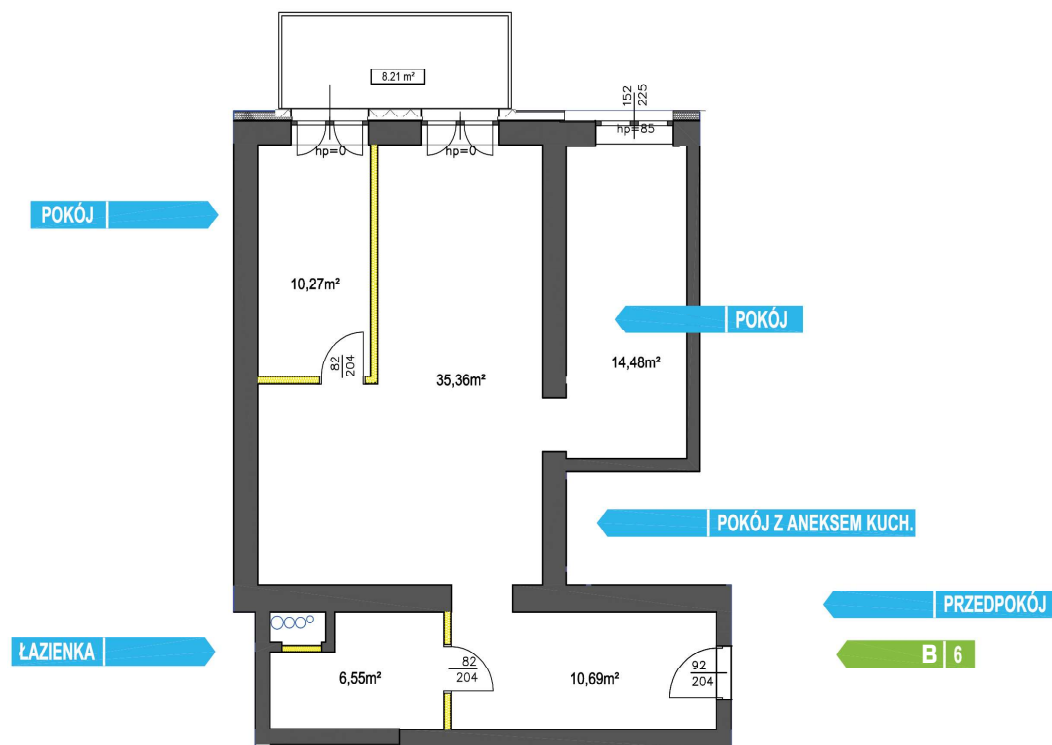 8.21 m²
152
225
hp=0
hp=0
hp=85
POKÓJ
10,27m²
POKÓJ
82
204
14,48m²
35,36m²
POKÓJ Z ANEKSEM KUCH.
PRZEDPOKÓJ
ŁAZIENKA
B 6
82
204
92
204
6,55m²
10,69m²